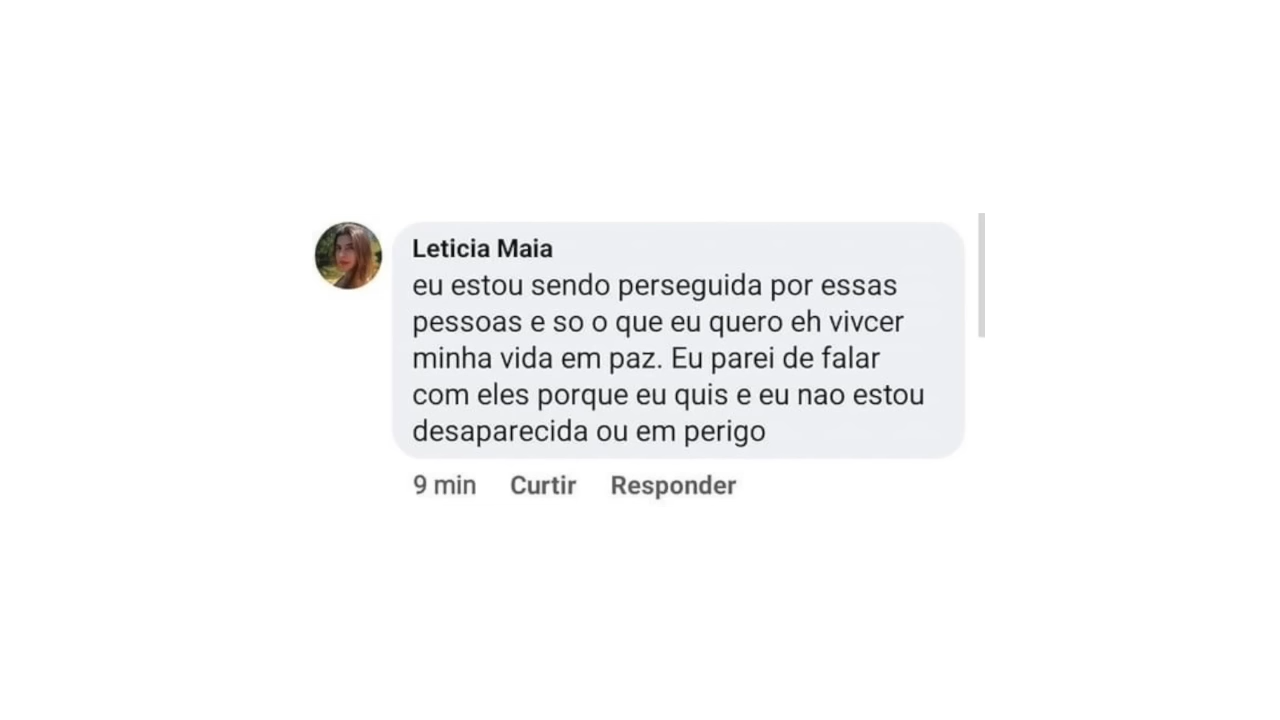 Leticia Maia
eu estou sendo perseguida por essas
pessoas e so o que eu quero eh vivcer
minha vida em paz. Eu parei de falar
com eles porque eu quis e eu nao estou
desaparecida ou em perigo
9 min Curtir Responder